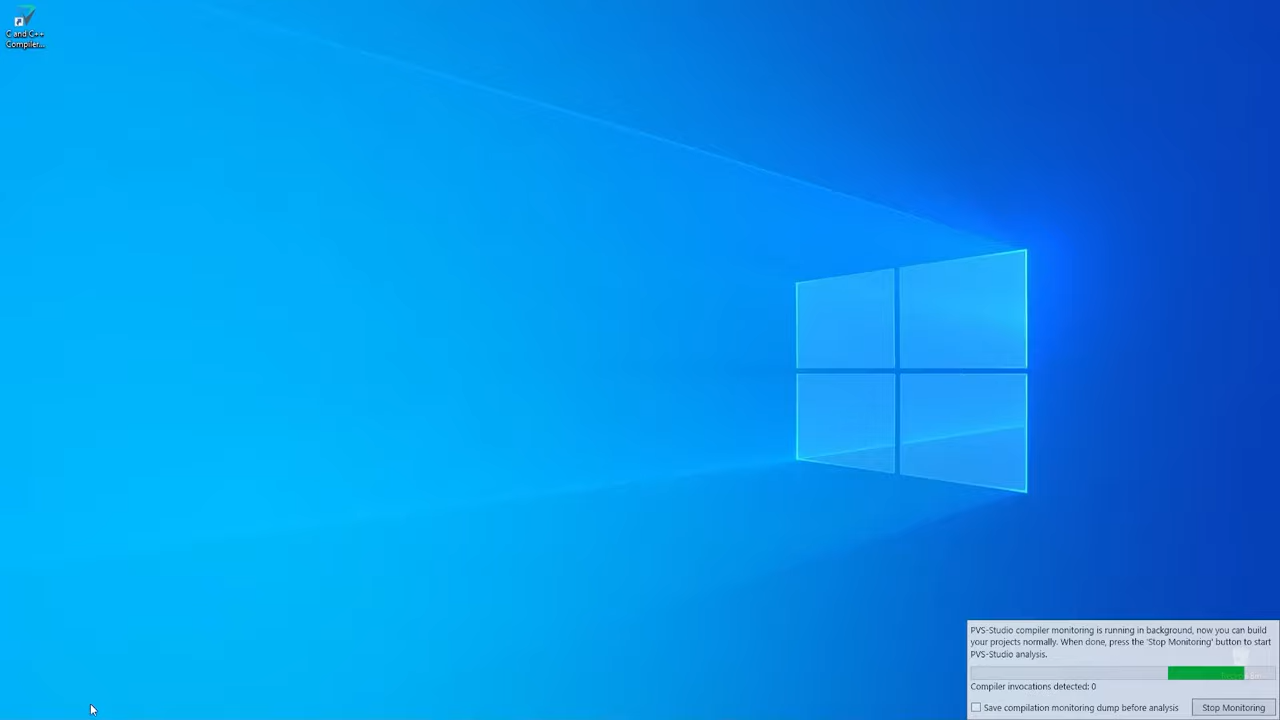 C and C++
Compiler...
PVS-Studio compiler monitoring is running in background, now you can build
your projects normally. When done, press the 'Stop Monitoring' button to start
PVS-Studio analysis.
Compiler invocations detected: 0
Save compilation monitoring dump before analysis
Stop Monitoring